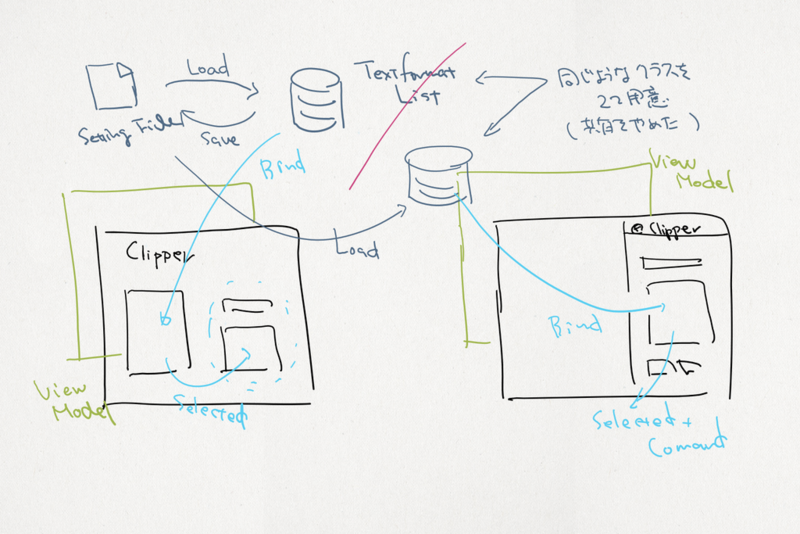 Load
Save
Setting File
Textformat
List
同じようなクラスを
2つ用意
(共有をやめた)
Bind
Load
View
Model
Clipper
Selected
View
Model
Clipper
Bind
Selected +
Comand